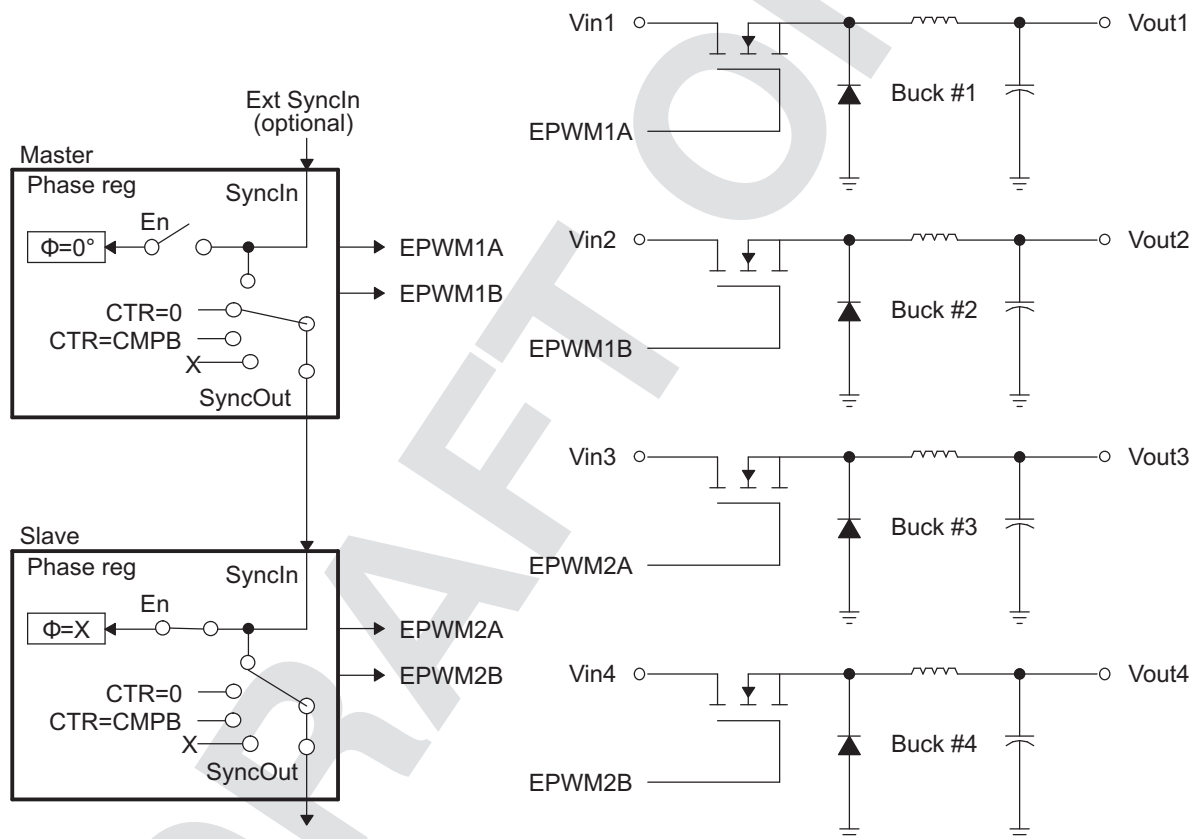 Ext SyncIn
(optional)
Master
Phase reg
SyncIn
En
Φ=0°
EPWM1A
EPWM1B
CTR=0
CTR=CMPB
X
SyncOut
Slave
Phase reg
SyncIn
En
Φ=X
EPWM2A
EPWM2B
CTR=0
CTR=CMPB
X
SyncOut
Vin1
Vout1
Buck #1
EPWM1A
Vin2
Vout2
Buck #2
EPWM1B
Vin3
Vout3
Buck #3
EPWM2A
Vin4
Vout4
Buck #4
EPWM2B